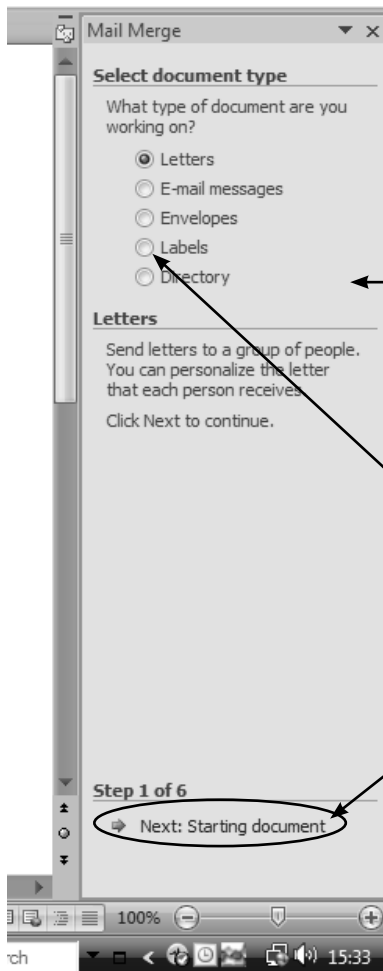 Mail Merge
Select document type
What type of document are you
working on?
Letters
E-mail messages
Envelopes
Labels
Directory
Letters
Send letters to a group of people.
You can personalize the letter
that each person receives.
Click Next to continue.
Step 1 of 6
Next: Starting document
100%
rch
15:33